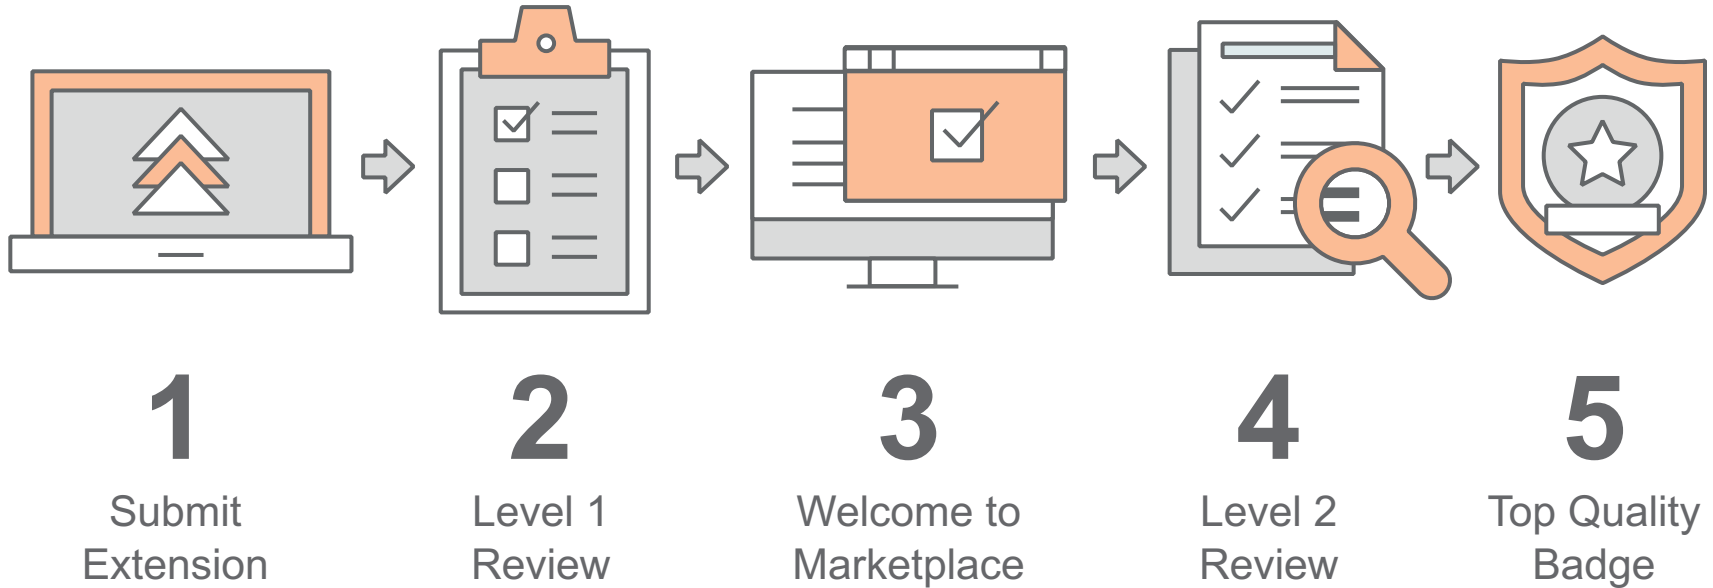 1
Submit
Extension
2
Level 1
Review
3
Welcome to
Marketplace
4
Level 2
Review
5
Top Quality
Badge